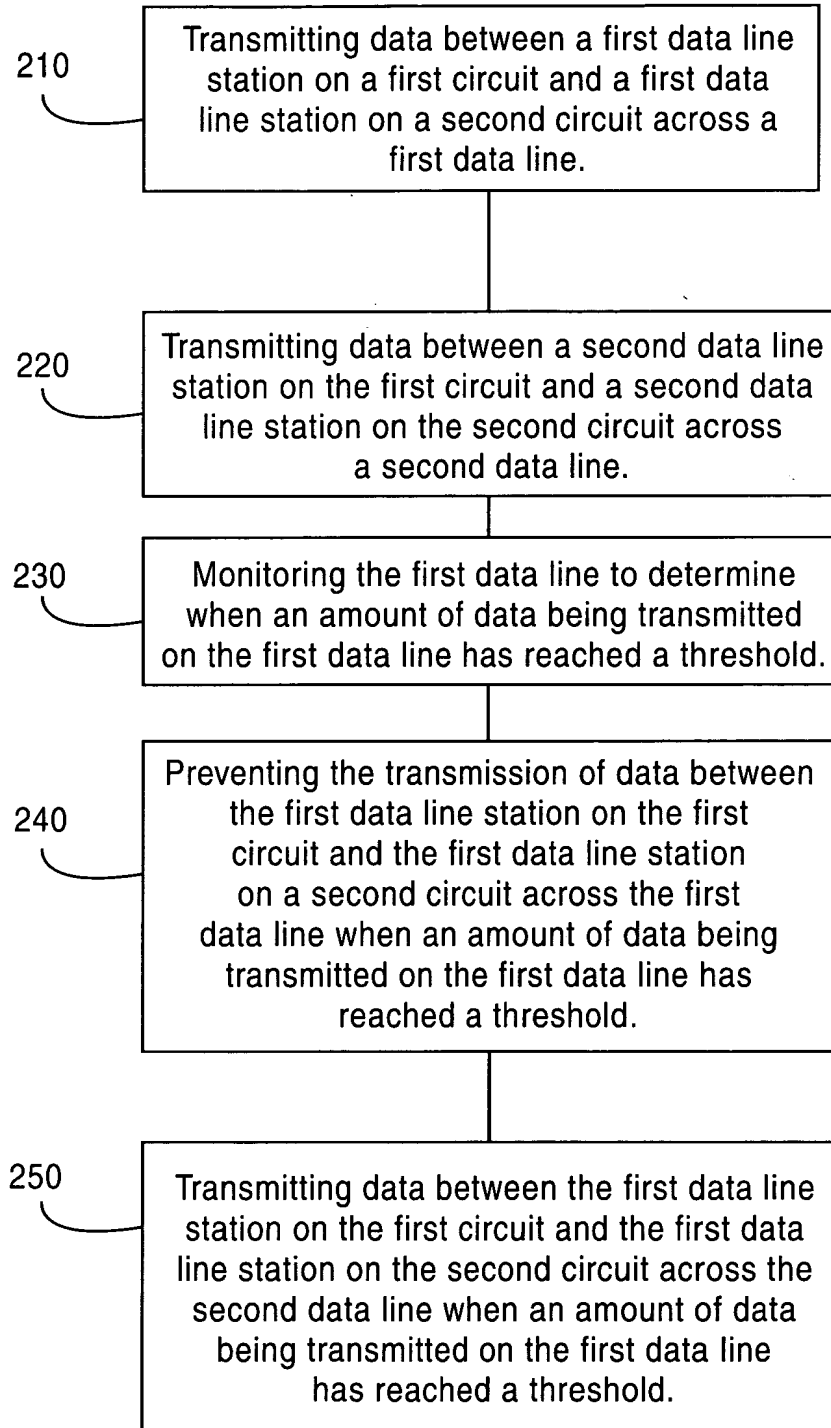 210
Transmitting data between a first data line
station on a first circuit and a first data
line station on a second circuit across a
first data line.
220
Transmitting data between a second data line
station on the first circuit and a second data
line station on the second circuit across
a second data line.
230
Monitoring the first data line to determine
when an amount of data being transmitted
on the first data line has reached a threshold.
240
Preventing the transmission of data between
the first data line station on the first
circuit and the first data line station
on a second circuit across the first
data line when an amount of data being
transmitted on the first data line has
reached a threshold.
250
Transmitting data between the first data line
station on the first circuit and the first data
line station on the second circuit across the
second data line when an amount of data
being transmitted on the first data line
has reached a threshold.